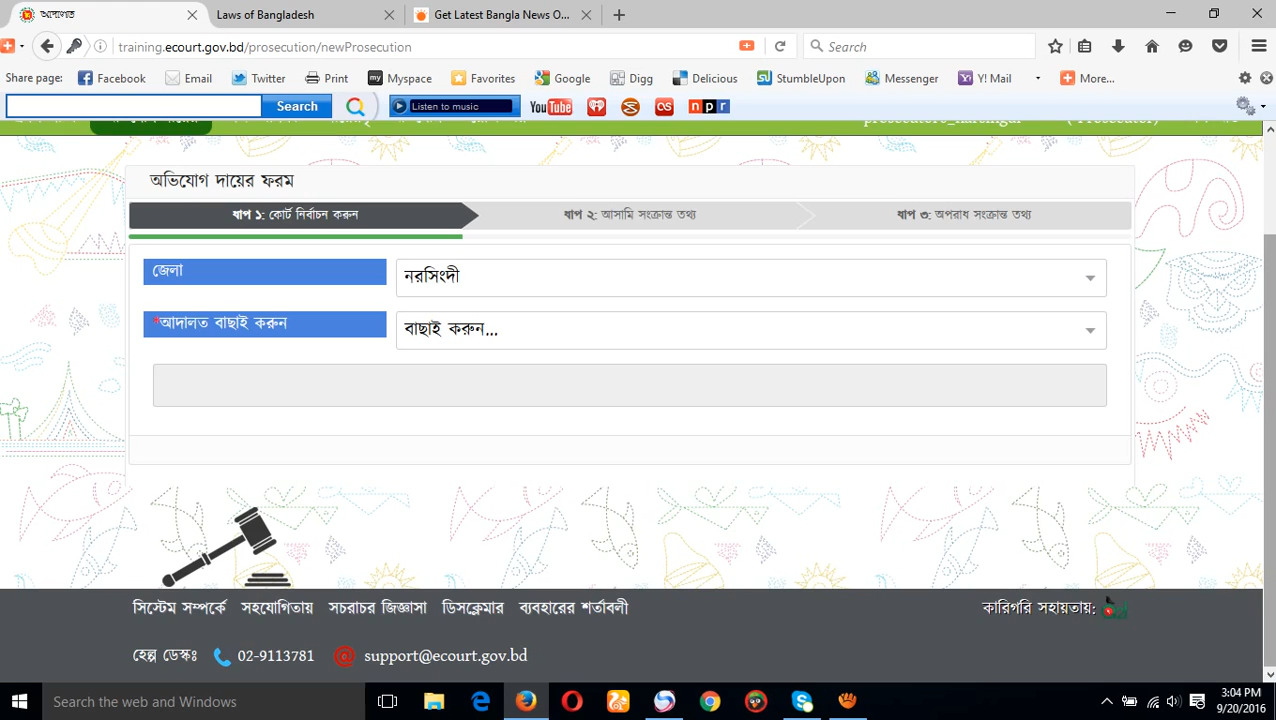 আদালত
Laws of Bangladesh
Get Latest Bangla News O...
training.ecourt.gov.bd/prosecution/newProsecution
Search
Share page: Facebook Email Twitter Print Myspace Favorites Google Digg Delicious StumbleUpon Messenger Y! Mail More...
Search Listen to music YouTube as npr
অভিযোগ দায়ের ফরম
ধাপ ১: কোর্ট নির্বাচন করুন ধাপ ২: আসামি সংক্রান্ত তথ্য ধাপ ৩: অপরাধ সংক্রান্ত তথ্য
জেলা নরসিংদী
*আদালত বাছাই করুন বাছাই করুন...
সিস্টেম সম্পর্কে সহযোগিতায় সচরাচর জিজ্ঞাসা ডিসক্লেমার ব্যবহারের শর্তাবলী কারিগরি সহায়তায়:
হেল্প ডেস্কঃ 02-9113781 support@ecourt.gov.bd
Search the web and Windows
3:04 PM
9/20/2016